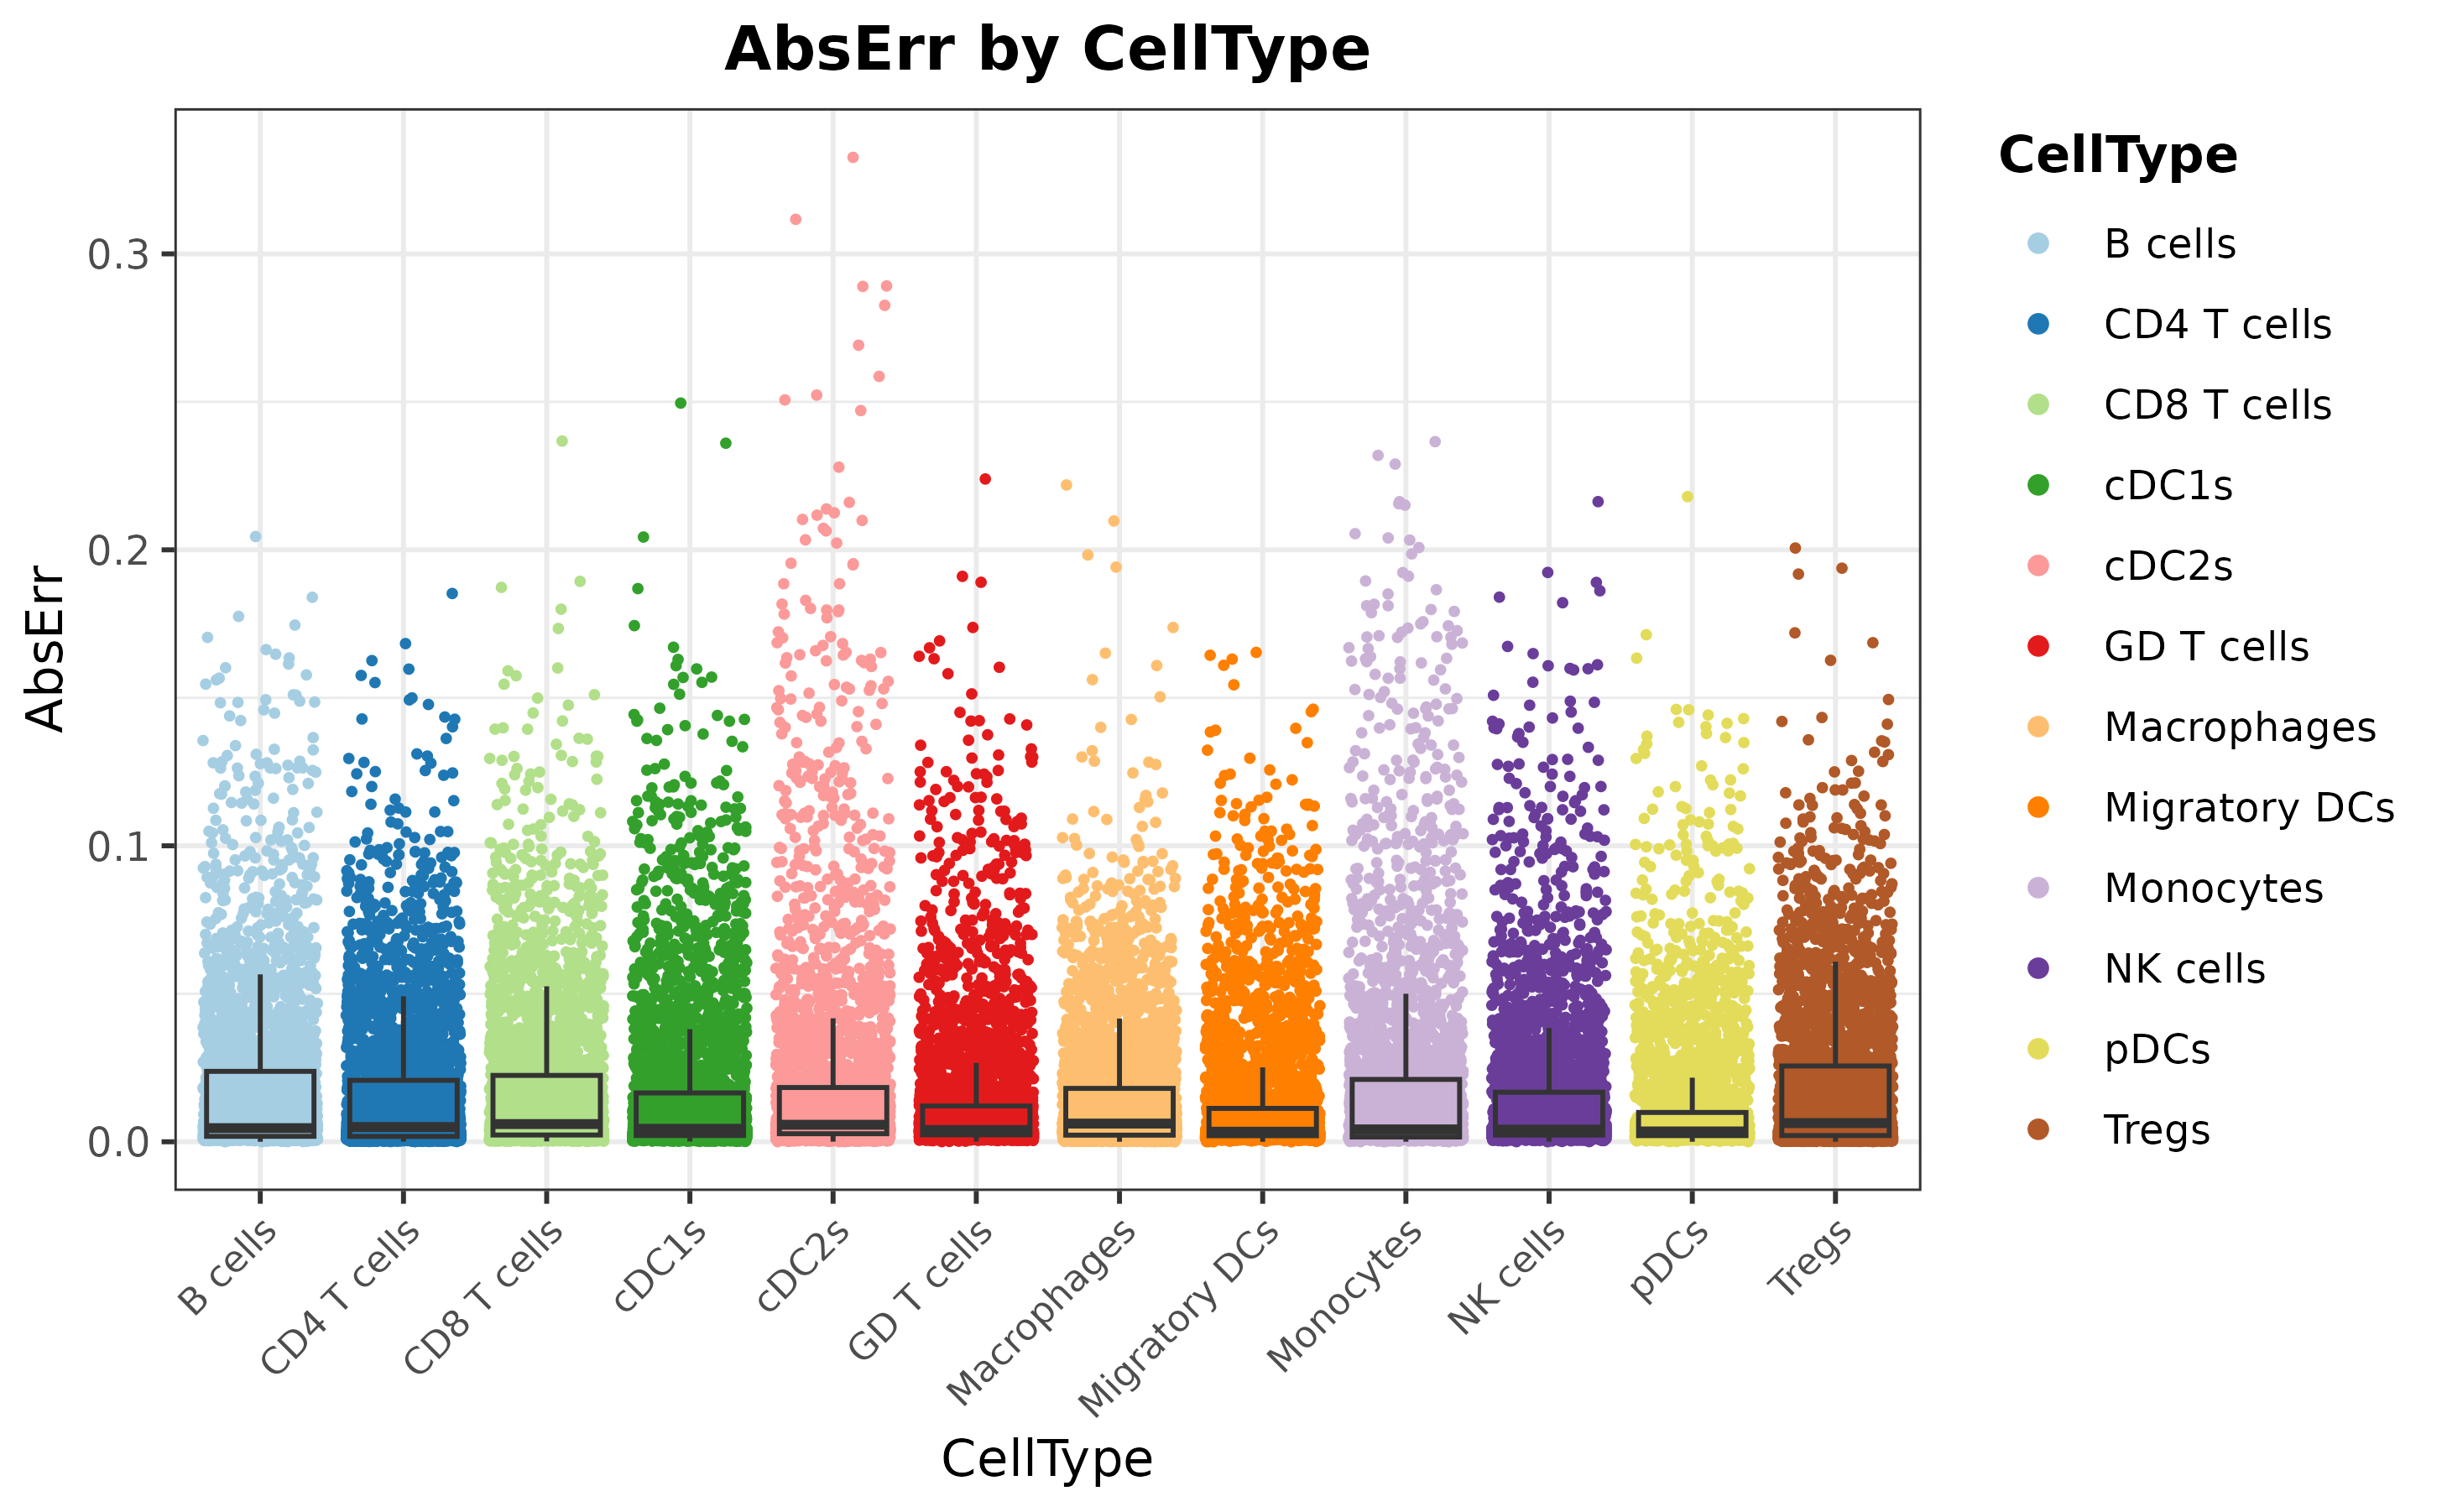 AbsErr by CellType
AbsErr
0.3
0.2
0.1
0.0
B cells
CD4 T cells
CD8 T cells
cDC1s
cDC2s
GD T cells
Macrophages
Migratory DCs
Monocytes
NK cells
pDCs
Tregs
CellType
CellType
B cells
CD4 T cells
CD8 T cells
cDC1s
cDC2s
GD T cells
Macrophages
Migratory DCs
Monocytes
NK cells
pDCs
Tregs